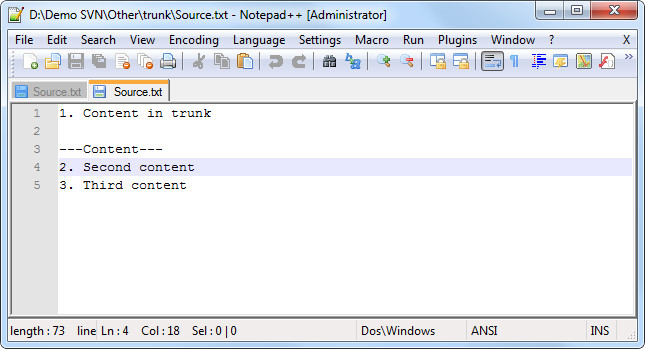 D:\Demo SVN\Other\trunk\Source.txt - Notepad++ [Administrator]
File Edit Search View Encoding Language Settings Macro Run Plugins Window ? X
Source.txt Source.txt
1 1. Content in trunk
2
3 ---Content---
4 2. Second content
5 3. Third content
length : 73 line Ln : 4 Col : 18 Sel : 0 | 0 Dos\Windows ANSI INS